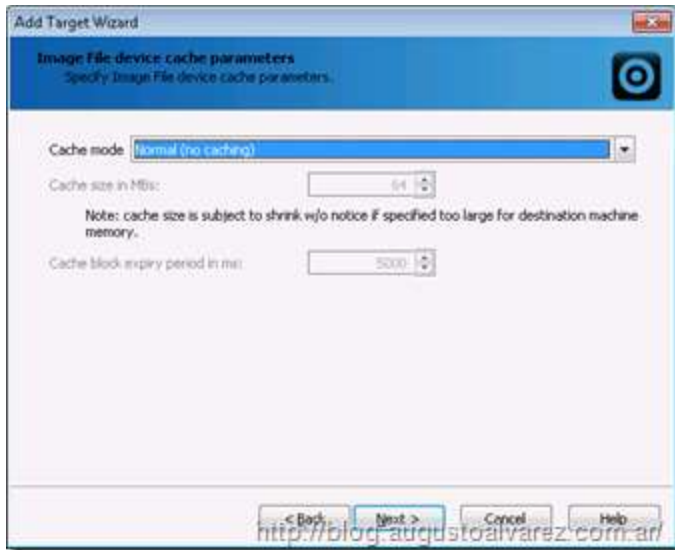 Add Target Wizard
Image File device cache parameters
Specify Image File device cache parameters.
Cache mode Normal (no caching)
Cache size in MBs: 64
Note: cache size is subject to shrink w/o notice if specified too large for destination machine
memory.
Cache block expiry period in ms: 5000
< Back Next > Cancel Help
http://blog.augustoalvarez.com.ar/